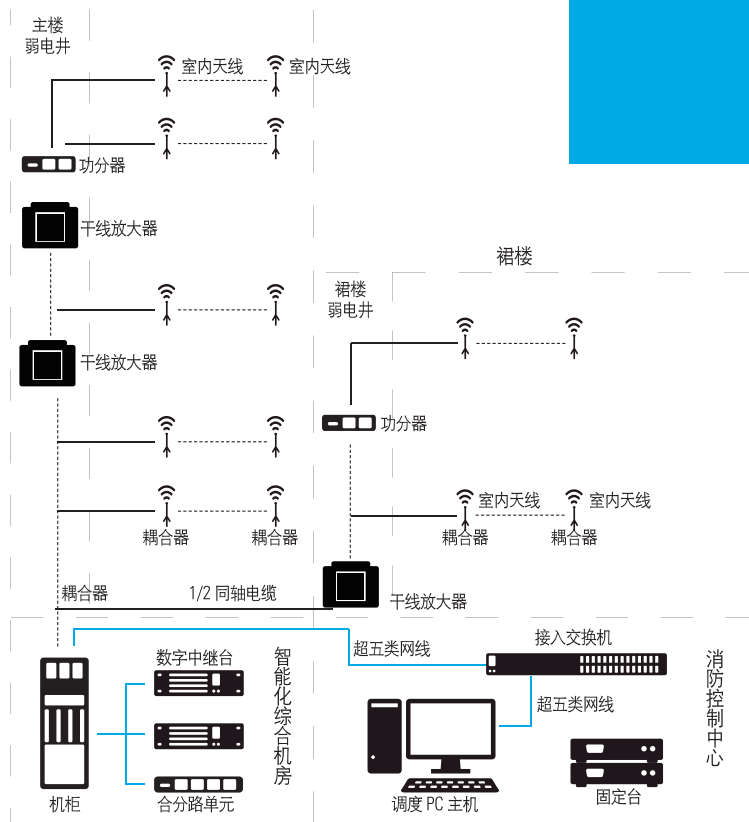 主楼
弱电井
室内天线
室内天线
功分器
干线放大器
裙楼
裙楼
弱电井
干线放大器
功分器
室内天线
室内天线
耦合器
耦合器
耦合器
耦合器
耦合器
1/2 同轴电缆
干线放大器
数字中继台
智能化综合机房
超五类网线
接入交换机
消防控制中心
超五类网线
机柜
合分路单元
调度 PC 主机
固定台